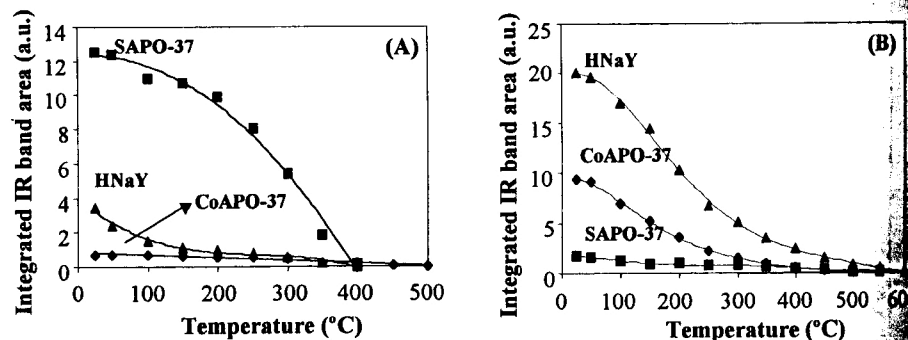 (A)
SAPO-37
HNaY
CoAPO-37
Integrated IR band area (a.u.)
14
12
10
8
6
4
2
0
0
100
200
300
400
500
Temperature (°C)
(B)
HNaY
CoAPO-37
SAPO-37
Integrated IR band area (a.u.)
25
20
15
10
5
0
0
100
200
300
400
500
Temperature (°C)